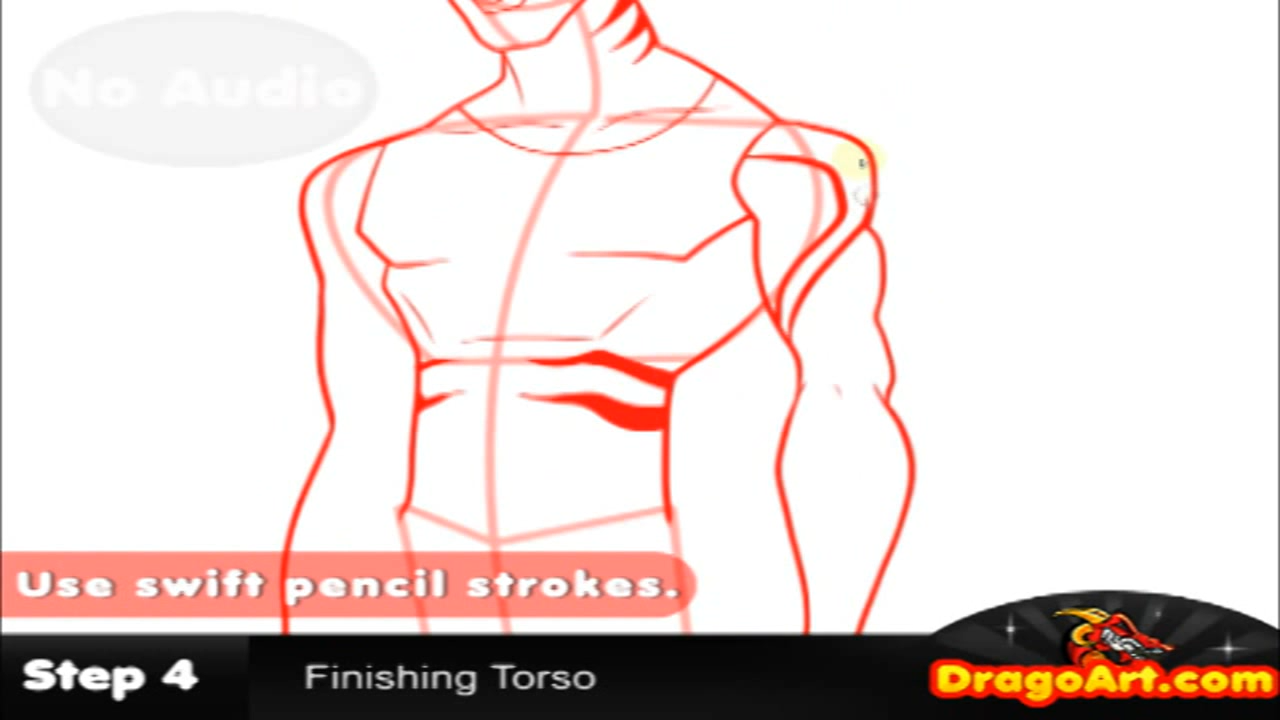 No Audio
Use swift pencil strokes.
Step 4
Finishing Torso
DragoArt.com